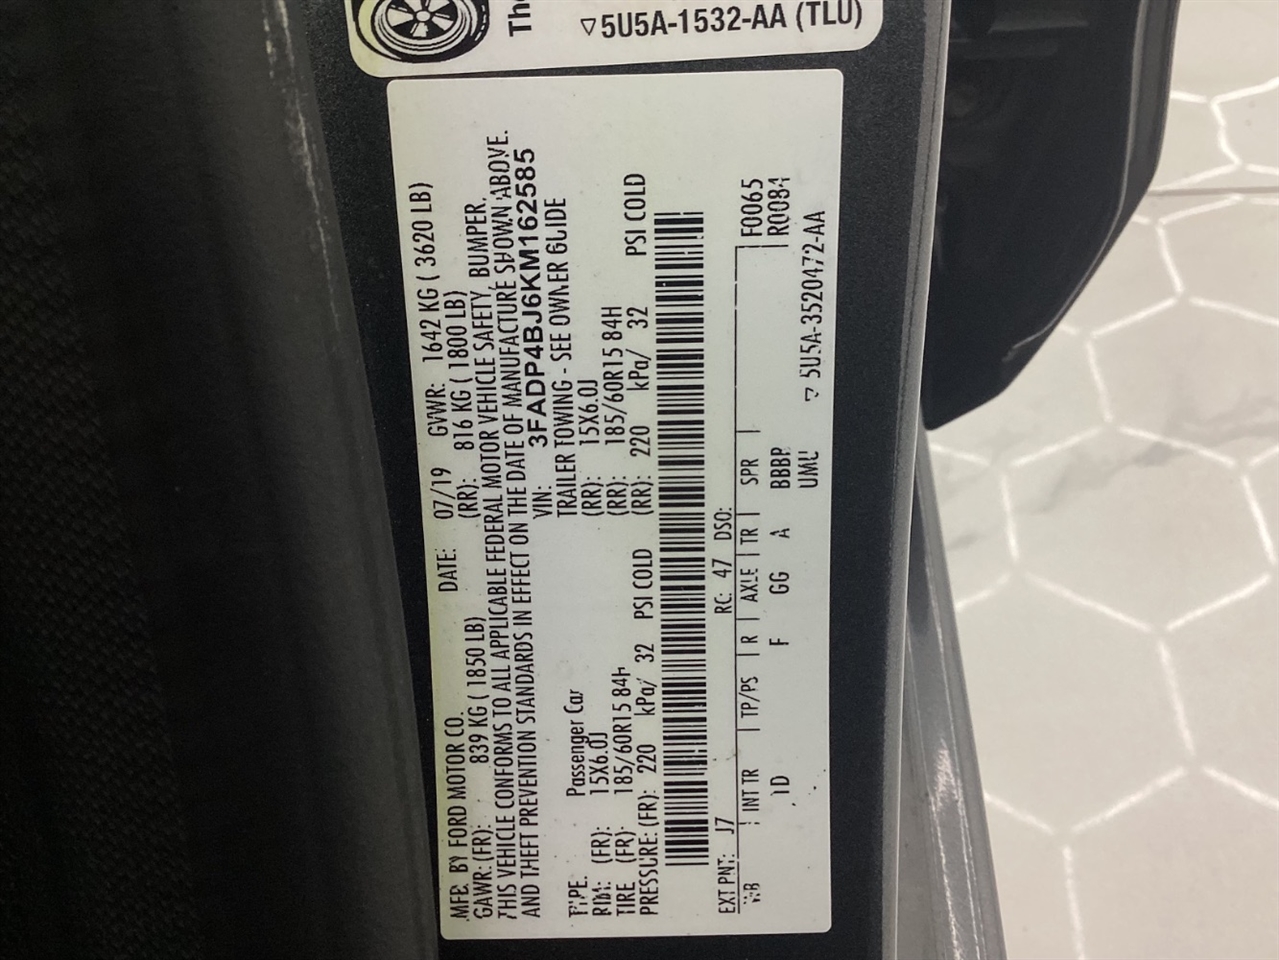 The
▽5U5A-1532-AA (TLU)
MFD. BY FORD MOTOR CO. DATE: 07/19 GVWR: 1642 KG ( 3620 LB)
GAWR: (FR): 839 KG ( 1850 LB) (RR): 816 KG ( 1800 LB)
THIS VEHICLE CONFORMS TO ALL APPLICABLE FEDERAL MOTOR VEHICLE SAFETY, BUMPER,
AND THEFT PREVENTION STANDARDS IN EFFECT ON THE DATE OF MANUFACTURE SHOWN ABOVE.
VIN: 3FADP4BJ6KM162585
TYPE: Passenger Car TRAILER TOWING - SEE OWNER GUIDE
RIM: (FR): 15X6.0J (RR): 15X6.0J
TIRE (FR) 185/60R15 84H (RR): 185/60R15 84H
PRESSURE: (FR): 220 kPa/ 32 PSI COLD (RR): 220 kPa/ 32 PSI COLD
EXT PNT: J7 RC: 47 DSO: F0065
WB | INT TR | TP/PS | R | AXLE | TR | SPR R0084
1D F GG A BBBP
UMU ▽ 5U5A-3520472-AA